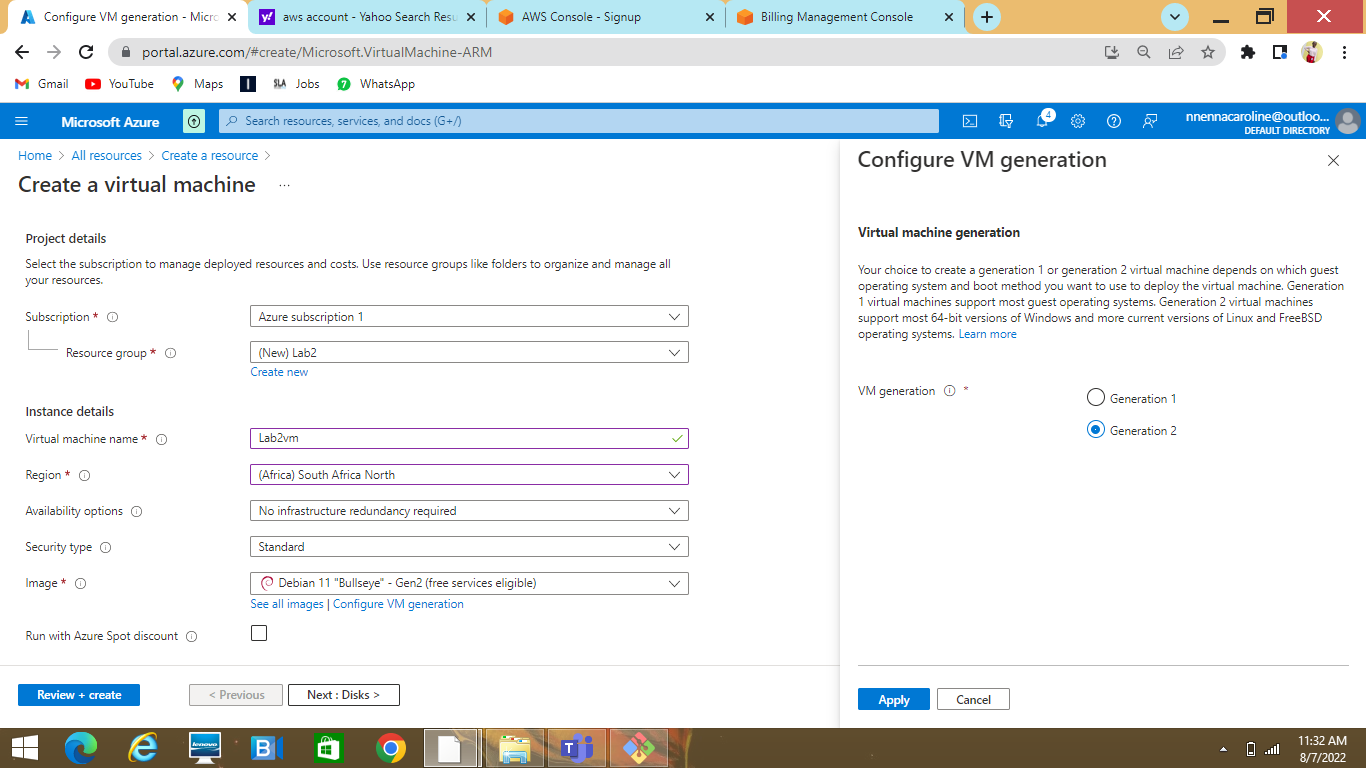 Configure VM generation - Micro
aws account - Yahoo Search Resu
AWS Console - Signup
Billing Management Console
portal.azure.com/#create/Microsoft.VirtualMachine-ARM
Gmail
YouTube
Maps
SLA
Jobs
7
WhatsApp
Microsoft Azure
Search resources, services, and docs (G+/)
4
nnennacaroline@outloo...
DEFAULT DIRECTORY
Home > All resources > Create a resource >
Create a virtual machine ...
Project details
Select the subscription to manage deployed resources and costs. Use resource groups like folders to organize and manage all
your resources.
Subscription * Azure subscription 1
Resource group * (New) Lab2
Create new
Instance details
Virtual machine name * Lab2vm
Region * (Africa) South Africa North
Availability options No infrastructure redundancy required
Security type Standard
Image * Debian 11 "Bullseye" - Gen2 (free services eligible)
See all images | Configure VM generation
Run with Azure Spot discount
Review + create
< Previous
Next : Disks >
Configure VM generation
Virtual machine generation
Your choice to create a generation 1 or generation 2 virtual machine depends on which guest
operating system and boot method you want to use to deploy the virtual machine. Generation
1 virtual machines support most guest operating systems. Generation 2 virtual machines
support most 64-bit versions of Windows and more current versions of Linux and FreeBSD
operating systems. Learn more
VM generation *
Generation 1
Generation 2
Apply
Cancel
lenovo
11:32 AM
8/7/2022